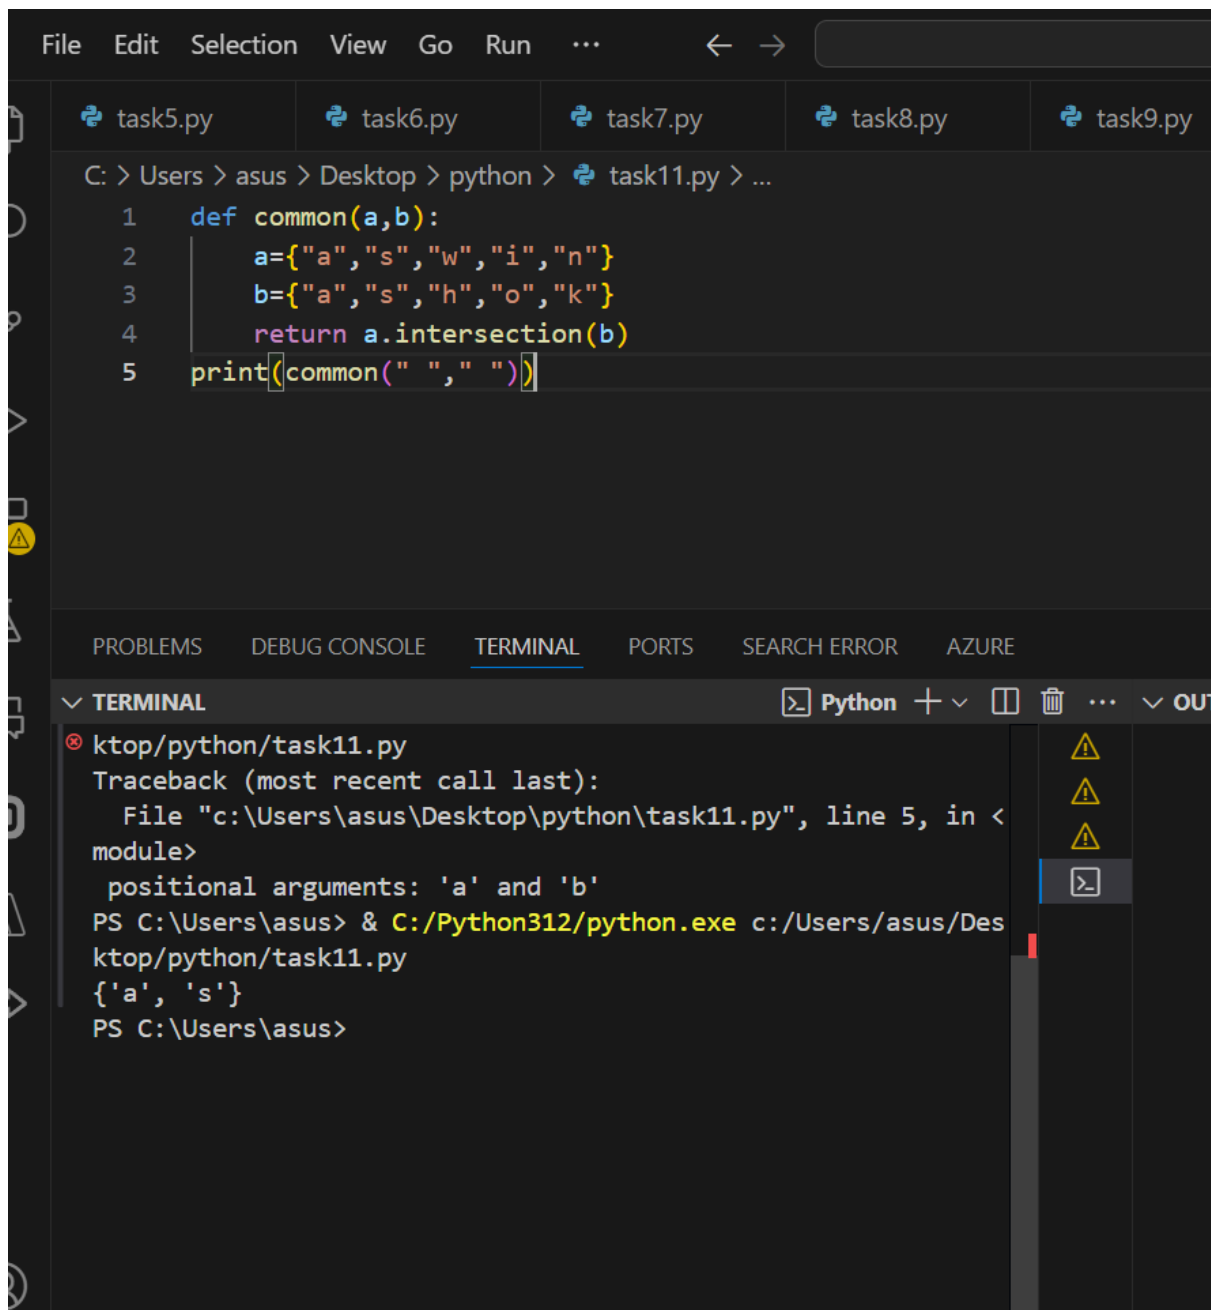 File Edit Selection View Go Run ···
task5.py task6.py task7.py task8.py task9.py
C: > Users > asus > Desktop > python > task11.py > ...
1 def common(a,b):
2     a={"a","s","w","i","n"}
3     b={"a","s","h","o","k"}
4     return a.intersection(b)
5 print(common(" "," "))
PROBLEMS DEBUG CONSOLE TERMINAL PORTS SEARCH ERROR AZURE
TERMINAL Python ··· OUT
ktop/python/task11.py
Traceback (most recent call last):
  File "c:\Users\asus\Desktop\python\task11.py", line 5, in <
module>
 positional arguments: 'a' and 'b'
PS C:\Users\asus> & C:/Python312/python.exe c:/Users/asus/Des
ktop/python/task11.py
{'a', 's'}
PS C:\Users\asus>